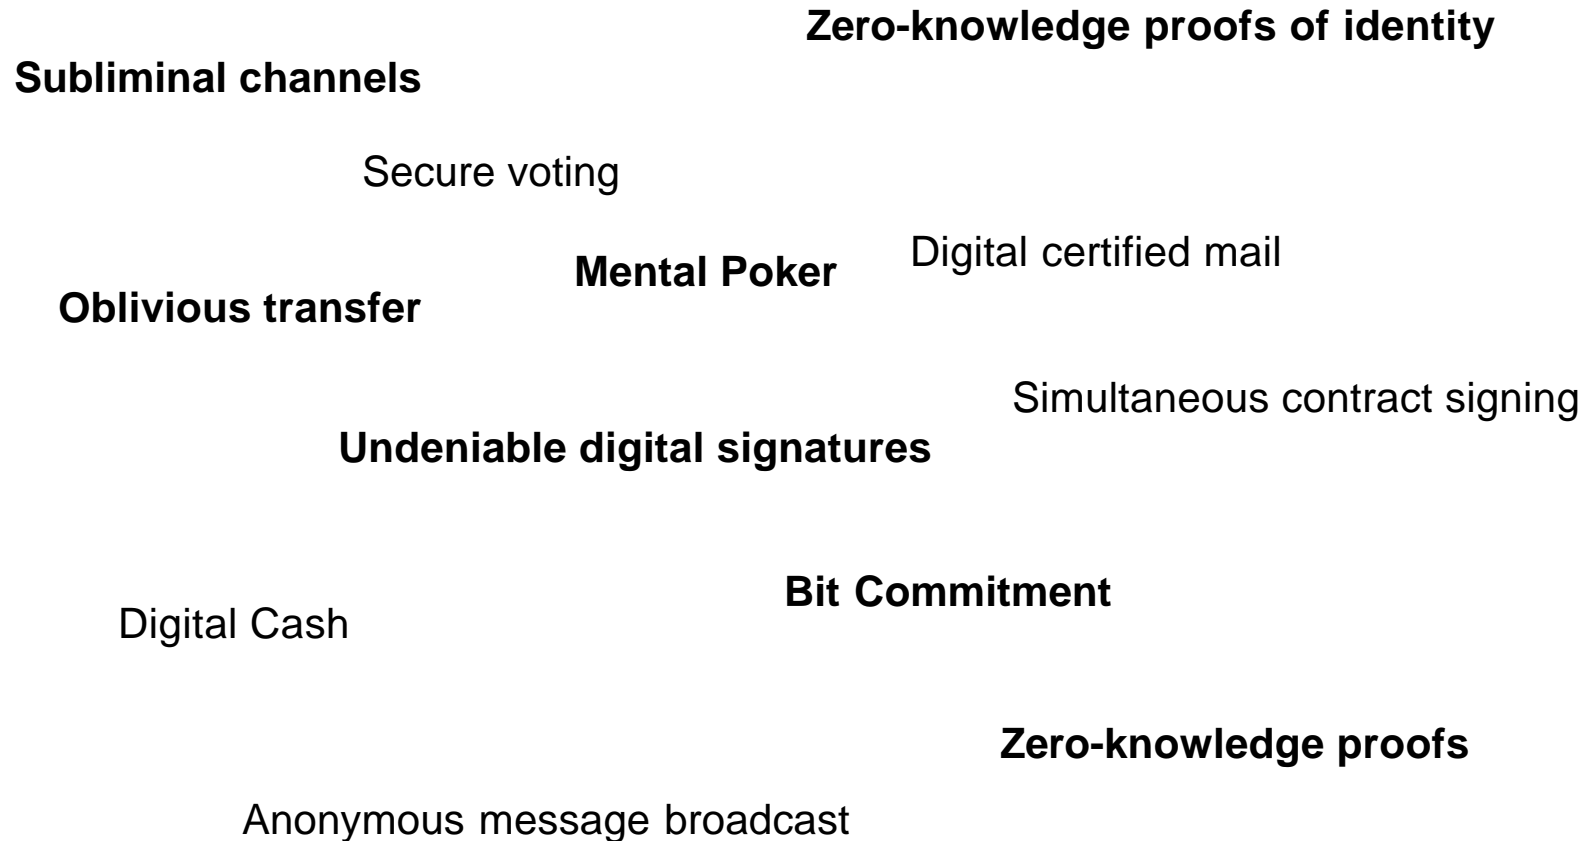 Zero-knowledge proofs of identity
Subliminal channels
Secure voting
Digital certified mail
Mental Poker
Oblivious transfer
Simultaneous contract signing
Undeniable digital signatures
Bit Commitment
Digital Cash
Zero-knowledge proofs
Anonymous message broadcast